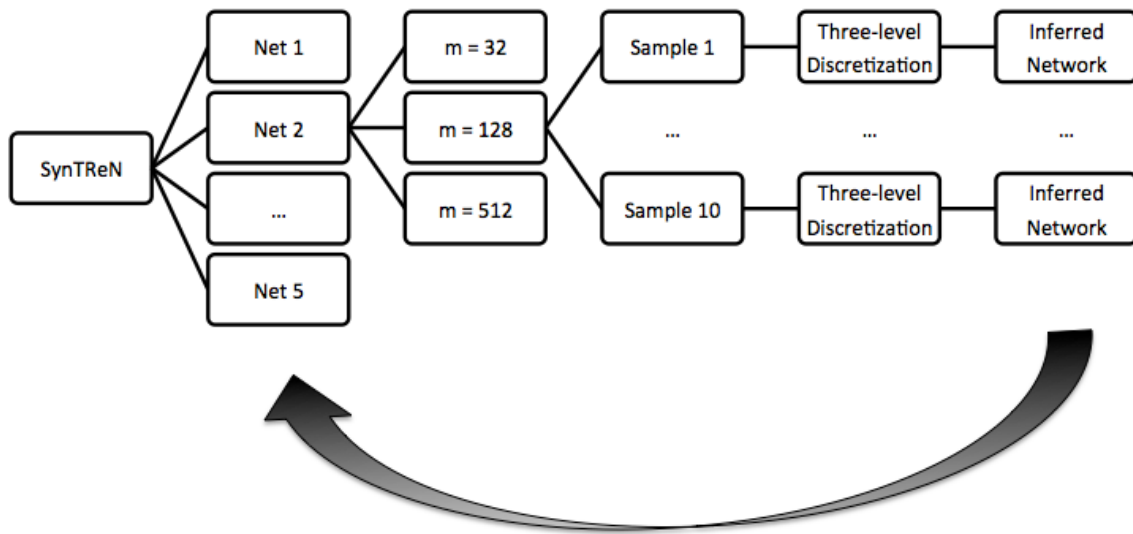 SynTReN
Net 1
Net 2
...
Net 5
m = 32
m = 128
m = 512
Sample 1
...
Sample 10
Three-level
Discretization
...
Three-level
Discretization
Inferred
Network
...
Inferred
Network